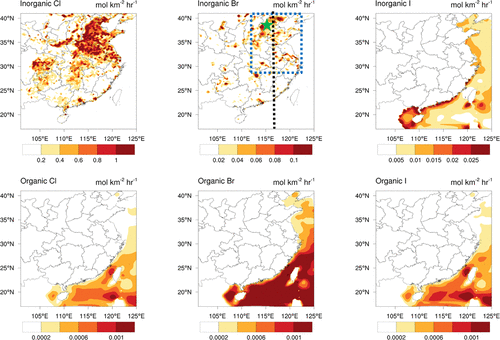 Inorganic Cl mol km-2 hr-1
Inorganic Br mol km-2 hr-1
Inorganic I mol km-2 hr-1
40°N 40°N 40°N
35°N 35°N 35°N
30°N 30°N 30°N
25°N 25°N 25°N
20°N 20°N 20°N
105°E 110°E 115°E 120°E 125°E 105°E 110°E 115°E 120°E 125°E 105°E 110°E 115°E 120°E 125°E
0.2 0.4 0.6 0.8 1 0.02 0.04 0.06 0.08 0.1 0.005 0.01 0.015 0.02 0.025
Organic Cl mol km-2 hr-1
Organic Br mol km-2 hr-1
Organic I mol km-2 hr-1
40°N 40°N 40°N
35°N 35°N 35°N
30°N 30°N 30°N
25°N 25°N 25°N
20°N 20°N 20°N
105°E 110°E 115°E 120°E 125°E 105°E 110°E 115°E 120°E 125°E 105°E 110°E 115°E 120°E 125°E
0.0002 0.0006 0.001 0.0002 0.0006 0.001 0.0002 0.0006 0.001